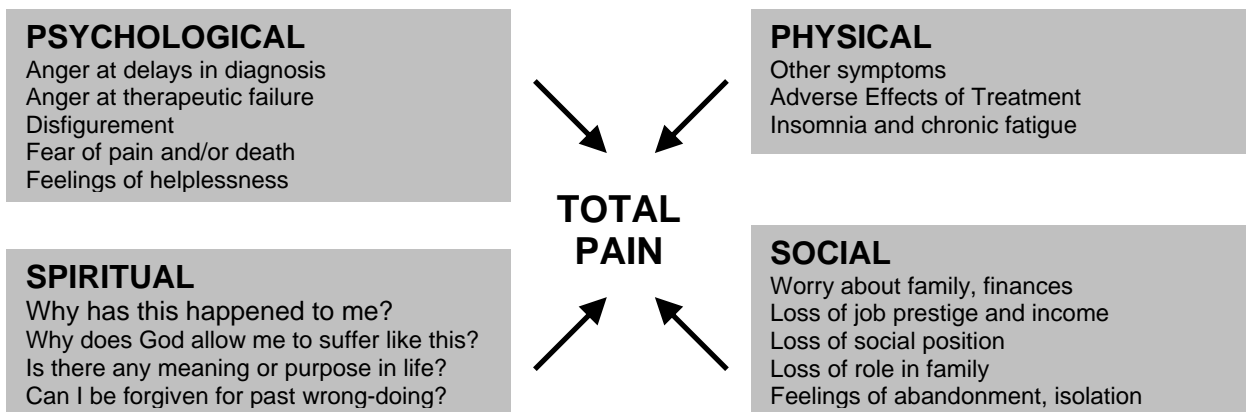 PSYCHOLOGICAL
Anger at delays in diagnosis
Anger at therapeutic failure
Disfigurement
Fear of pain and/or death
Feelings of helplessness
PHYSICAL
Other symptoms
Adverse Effects of Treatment
Insomnia and chronic fatigue
TOTAL
PAIN
SPIRITUAL
Why has this happened to me?
Why does God allow me to suffer like this?
Is there any meaning or purpose in life?
Can I be forgiven for past wrong-doing?
SOCIAL
Worry about family, finances
Loss of job prestige and income
Loss of social position
Loss of role in family
Feelings of abandonment, isolation